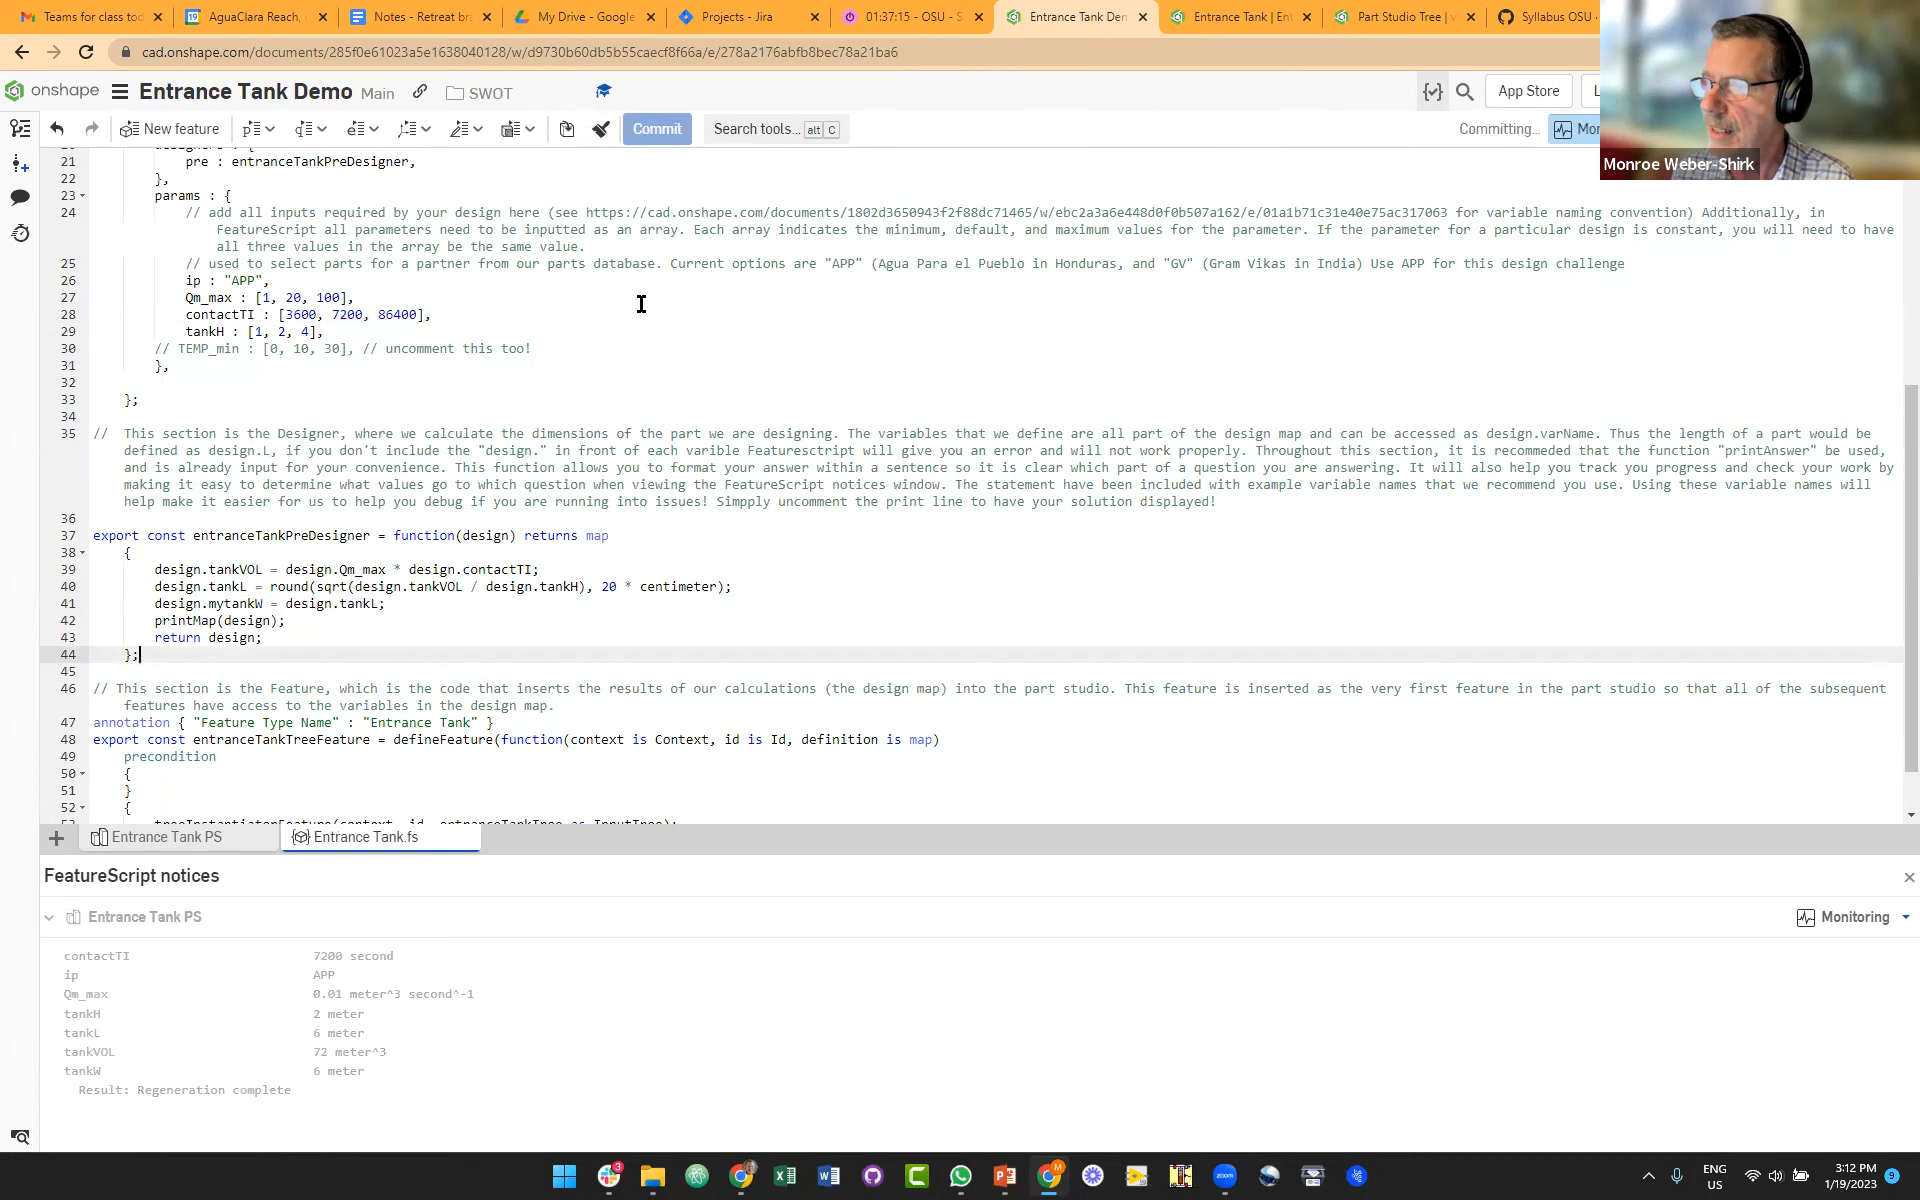 Teams for class tod
AguaClara Reach,
Notes - Retreat br
My Drive - Google
Projects - Jira
01:37:15 - OSU - S
Entrance Tank Den
Entrance Tank | En
Part Studio Tree | v
Syllabus OSU
cad.onshape.com/documents/285f0e61023a5e1638040128/w/d9730b60db5b55caecf8f66a/e/278a2176abfb8bec78a21ba6
onshape
Entrance Tank Demo Main
SWOT
App Store
New feature
Commit
Search tools... alt C
Committing...
Mo
Monroe Weber-Shirk
21 pre : entranceTankPreDesigner,
22 },
23 params : {
24 // add all inputs required by your design here (see https://cad.onshape.com/documents/1802d3650943f2f88dc71465/w/ebc2a3a6e448d0f0b507a162/e/01a1b71c31e40e75ac317063 for variable naming convention) Additionally, in
FeatureScript all parameters need to be inputted as an array. Each array indicates the minimum, default, and maximum values for the parameter. If the parameter for a particular design is constant, you will need to have
all three values in the array be the same value.
25 // used to select parts for a partner from our parts database. Current options are "APP" (Agua Para el Pueblo in Honduras, and "GV" (Gram Vikas in India) Use APP for this design challenge
26 ip : "APP",
27 Qm_max : [1, 20, 100],
28 contactTI : [3600, 7200, 86400],
29 tankH : [1, 2, 4],
30 // TEMP_min : [0, 10, 30], // uncomment this too!
31 },
32
33 };
34
35 // This section is the Designer, where we calculate the dimensions of the part we are designing. The variables that we define are all part of the design map and can be accessed as design.varName. Thus the length of a part would be
defined as design.L, if you don't include the "design." in front of each varible Featuresctript will give you an error and will not work properly. Throughout this section, it is recommeded that the function "printAnswer" be used,
and is already input for your convenience. This function allows you to format your answer within a sentence so it is clear which part of a question you are answering. It will also help you track you progress and check your work by
making it easy to determine what values go to which question when viewing the FeatureScript notices window. The statement have been included with example variable names that we recommend you use. Using these variable names will
help make it easier for us to help you debug if you are running into issues! Simpply uncomment the print line to have your solution displayed!
36
37 export const entranceTankPreDesigner = function(design) returns map
38 {
39 design.tankVOL = design.Qm_max * design.contactTI;
40 design.tankL = round(sqrt(design.tankVOL / design.tankH), 20 * centimeter);
41 design.mytankW = design.tankL;
42 printMap(design);
43 return design;
44 };
45
46 // This section is the Feature, which is the code that inserts the results of our calculations (the design map) into the part studio. This feature is inserted as the very first feature in the part studio so that all of the subsequent
features have access to the variables in the design map.
47 annotation { "Feature Type Name" : "Entrance Tank" }
48 export const entranceTankTreeFeature = defineFeature(function(context is Context, id is Id, definition is map)
49 precondition
50 {
51 }
52 {
Entrance Tank PS
Entrance Tank.fs
FeatureScript notices
Entrance Tank PS
Monitoring
contactTI 7200 second
ip APP
Qm_max 0.01 meter^3 second^-1
tankH 2 meter
tankL 6 meter
tankVOL 72 meter^3
tankW 6 meter
Result: Regeneration complete
ENG
US
3:12 PM
1/19/2023